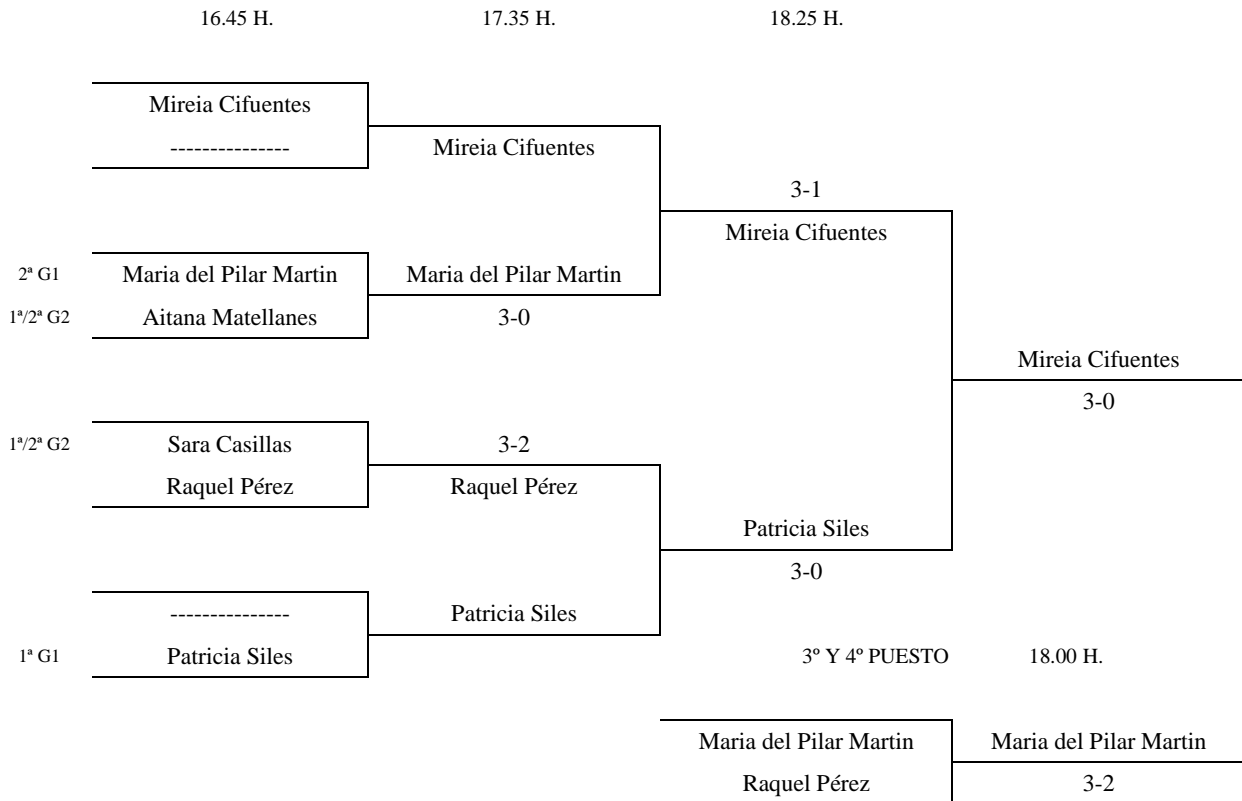 16.45 H. 17.35 H. 18.25 H.
Mireia Cifuentes
--------------- Mireia Cifuentes
3-1
Mireia Cifuentes
2ª G1 Maria del Pilar Martin Maria del Pilar Martin
1ª/2ª G2 Aitana Matellanes 3-0
Mireia Cifuentes
3-0
1ª/2ª G2 Sara Casillas 3-2
Raquel Pérez Raquel Pérez
Patricia Siles
3-0
--------------- Patricia Siles
1ª G1 Patricia Siles 3º Y 4º PUESTO 18.00 H.
Maria del Pilar Martin Maria del Pilar Martin
Raquel Pérez 3-2